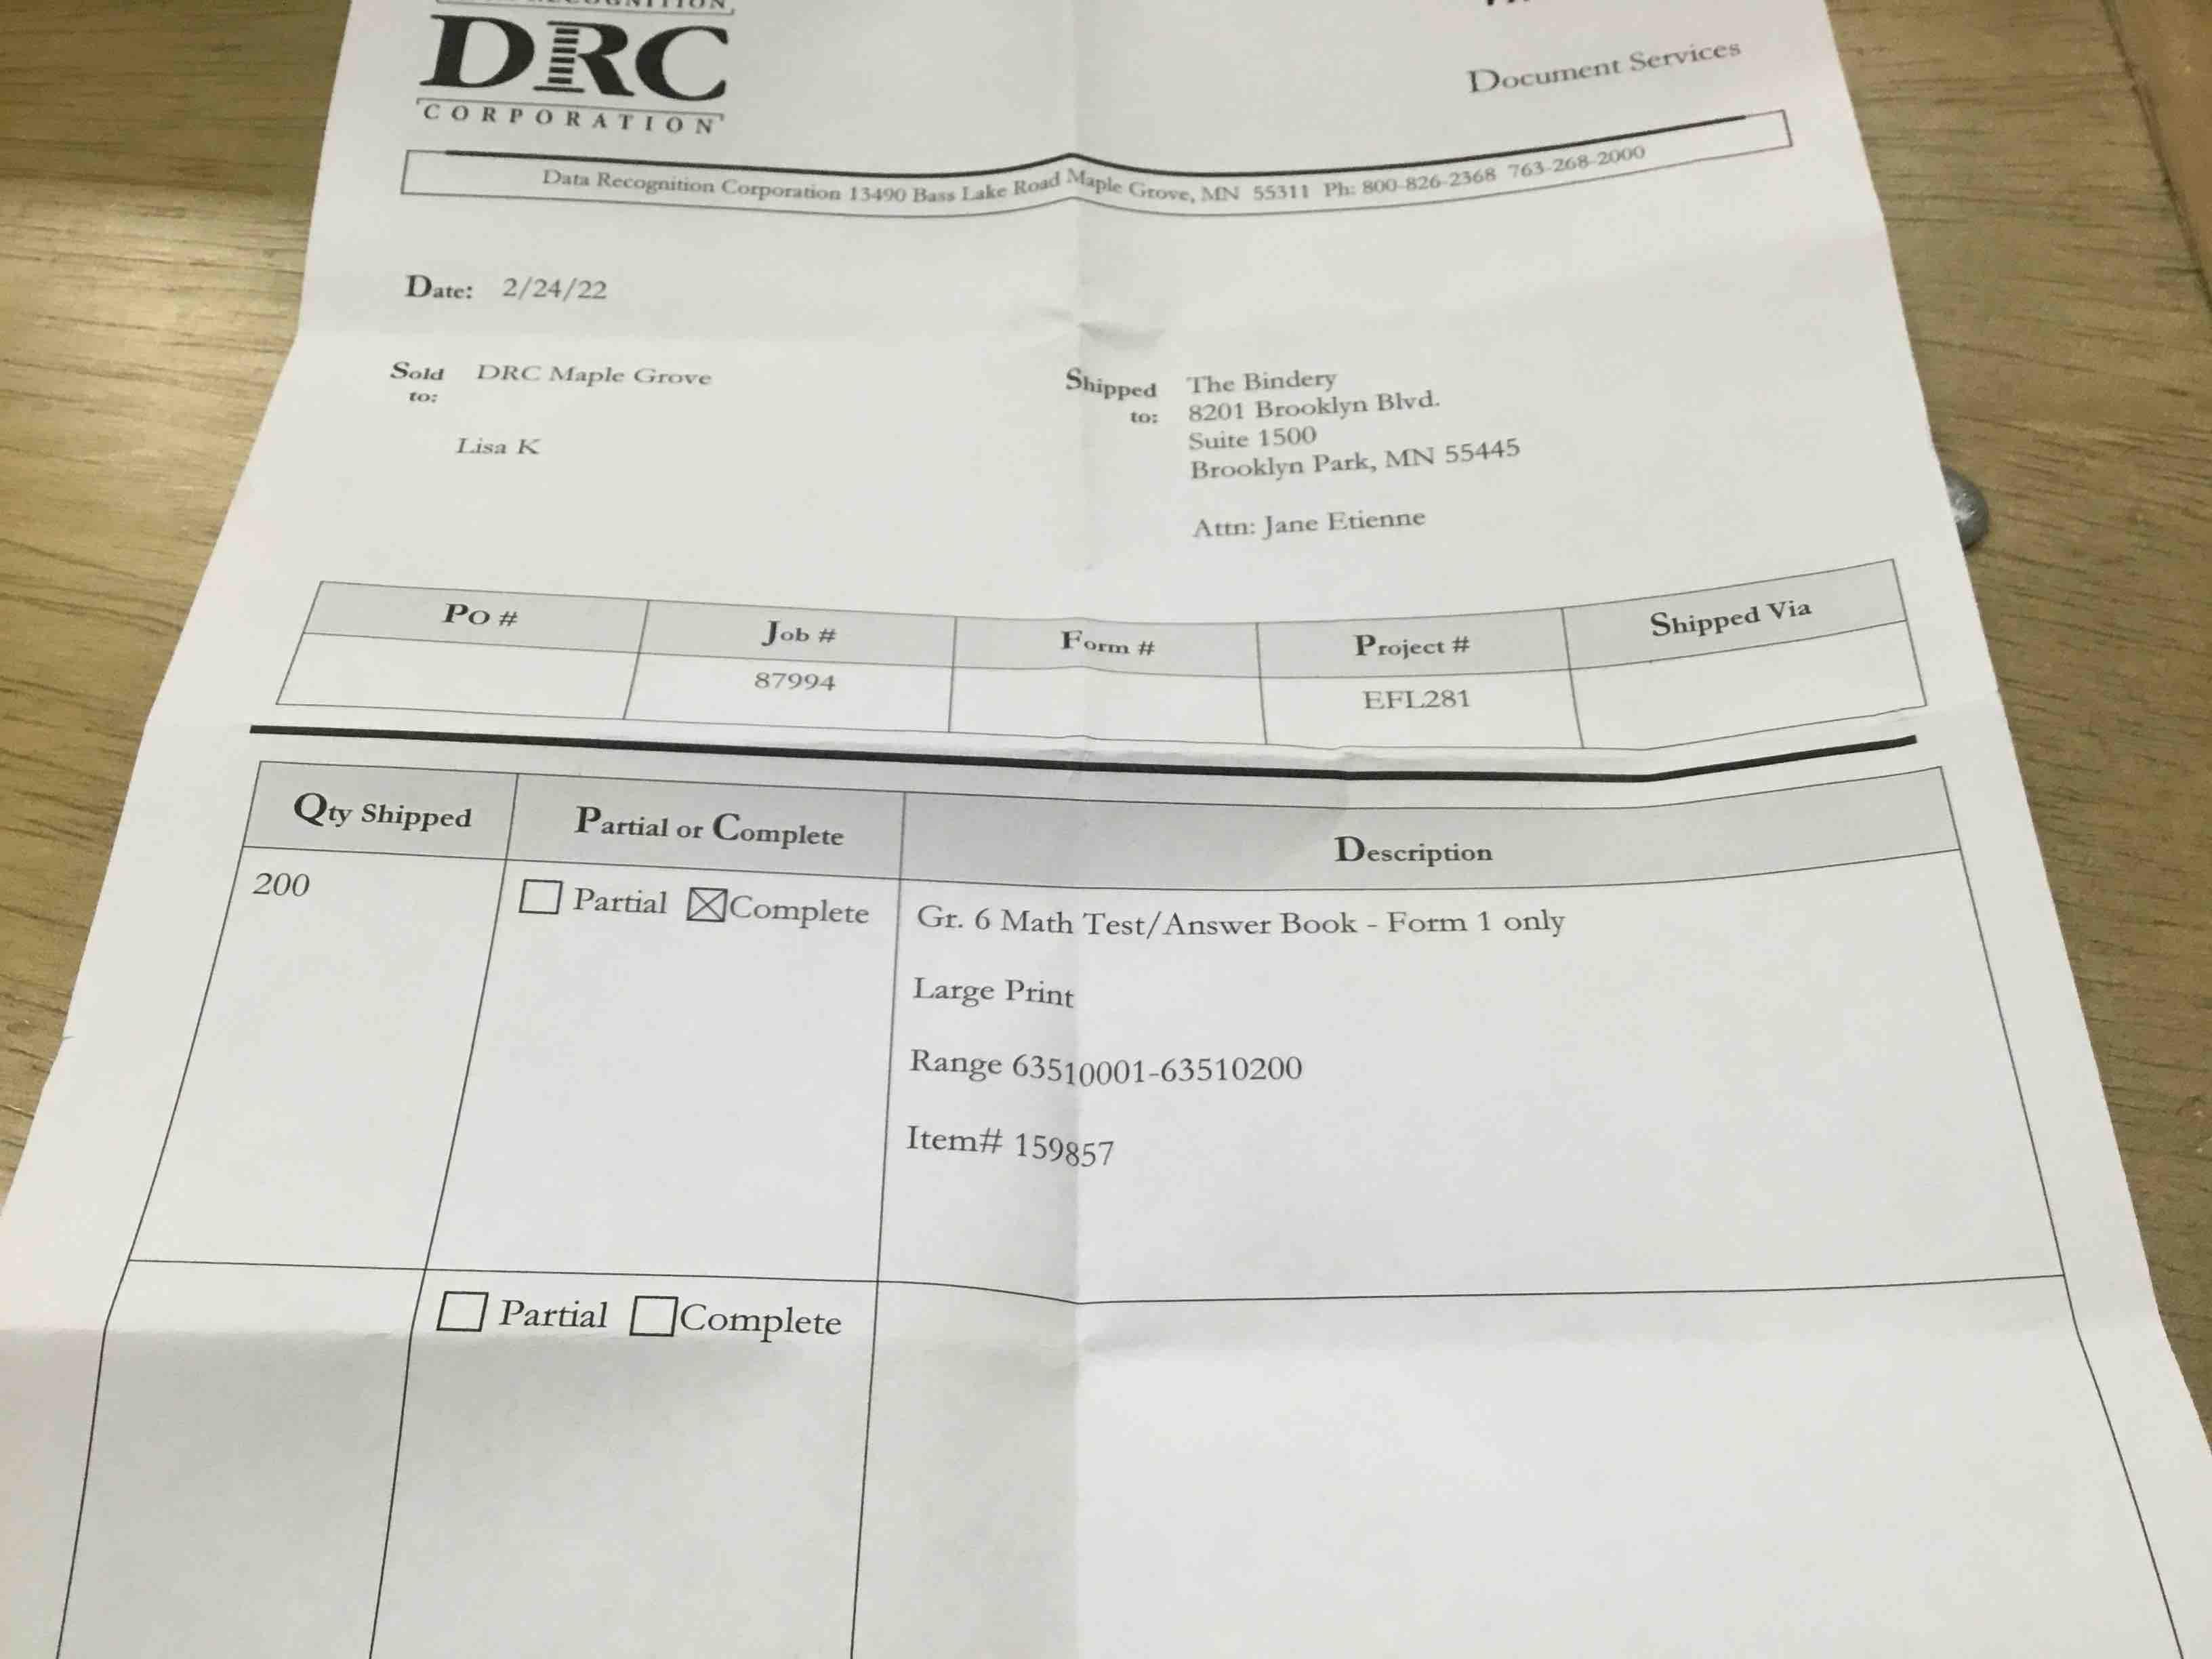 DRC
CORPORATION
Document Services
Data Recognition Corporation 13490 Bass Lake Road Maple Grove, MN 55311 Ph: 800-826-2368 763-268-2000
Date: 2/24/22
Sold to: DRC Maple Grove
Lisa K
Shipped to: The Bindery
8201 Brooklyn Blvd.
Suite 1500
Brooklyn Park, MN 55445
Attn: Jane Etienne
Po # Job # Form # Project # Shipped Via
87994 EFL281
Qty Shipped Partial or Complete Description
200 Partial Complete Gr. 6 Math Test/Answer Book - Form 1 only
Large Print
Range 63510001-63510200
Item# 159857
Partial Complete